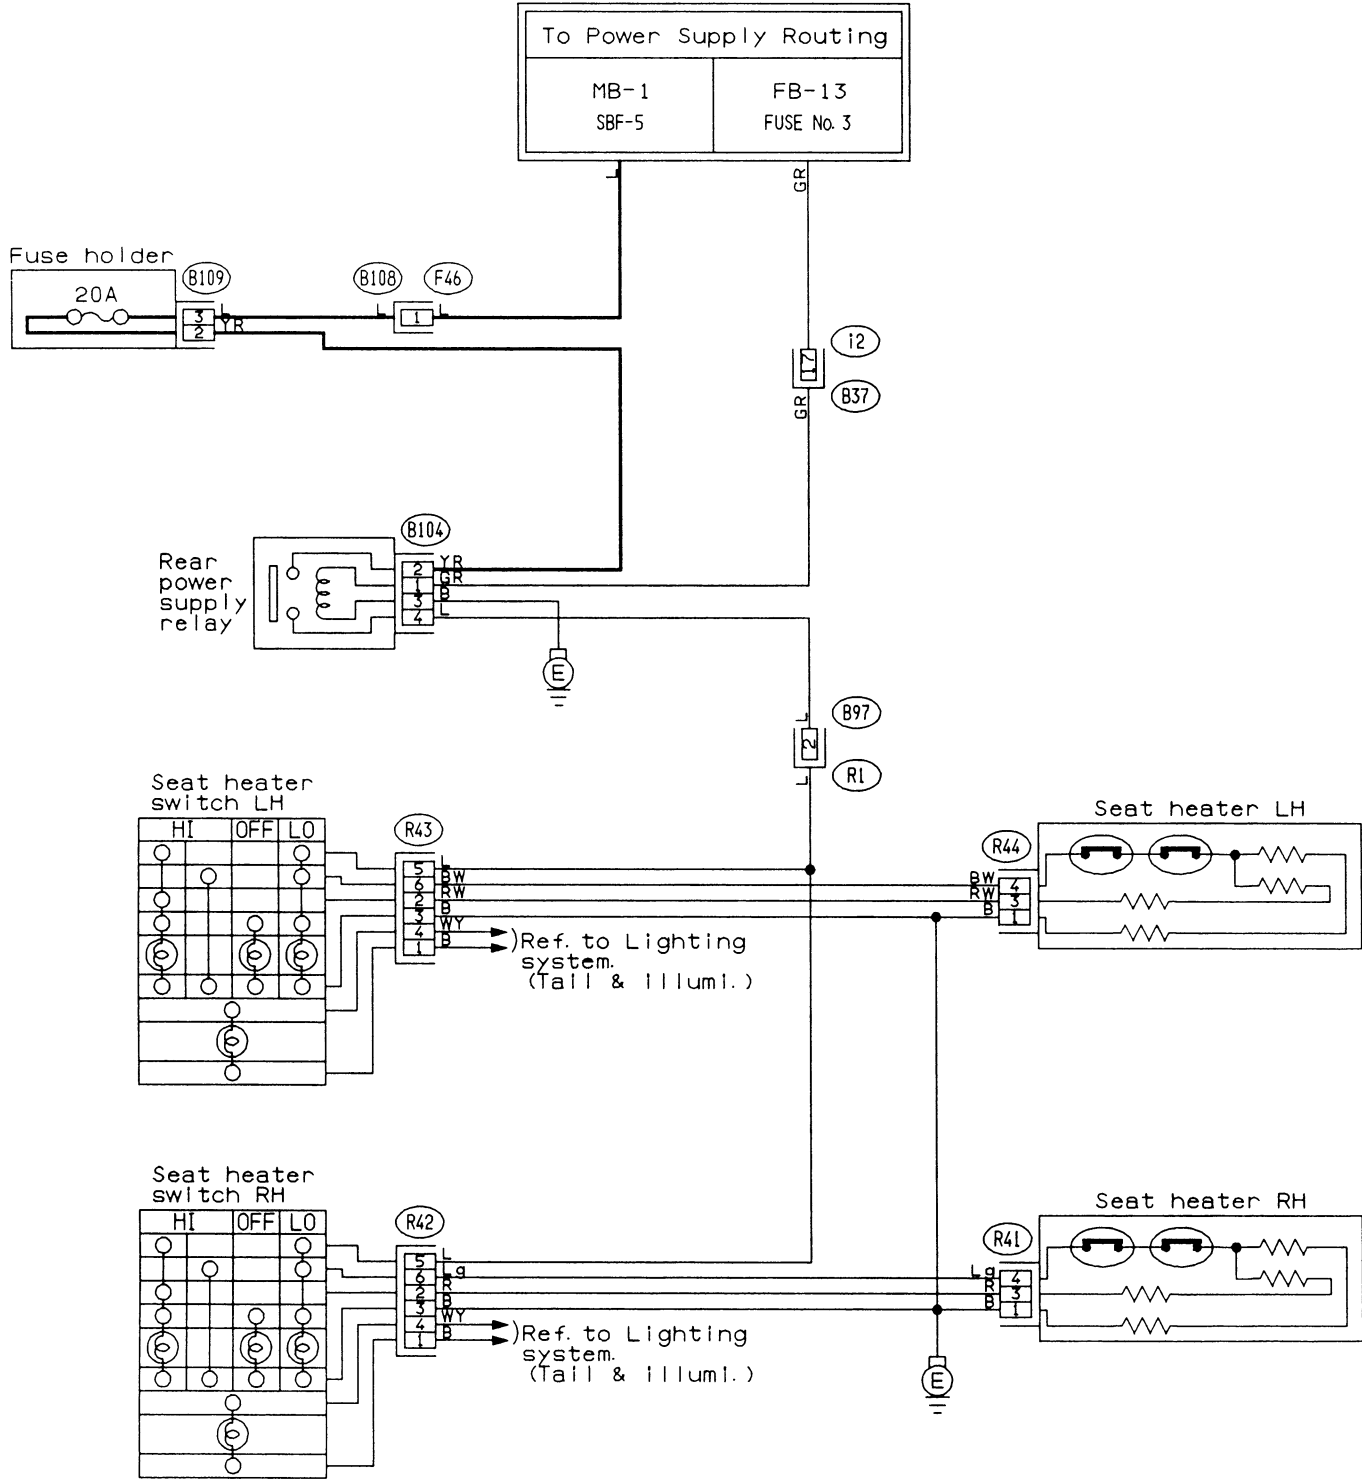 To Power Supply Routing
MB-1
SBF-5
FB-13
FUSE No. 3
L
GR
Fuse holder
20A
B109
3
2
L
YR
B108
L
1
F46
L
17
i2
B37
GR
Rear
power
supply
relay
B104
2
1
3
4
YR
GR
B
L
E
L
B97
2
R1
L
Seat heater
switch LH
HI
OFF
LO
R43
5 L
6 BW
2 RW
3 B
4 WY
1 B
)Ref. to Lighting
system.
(Tail & illumi.)
Seat heater LH
R44
BW 4
RW 3
B 1
Seat heater
switch RH
HI
OFF
LO
R42
5 L
6 Lg
2 R
3 B
4 WY
1 B
)Ref. to Lighting
system.
(Tail & illumi.)
Seat heater RH
R41
Lg 4
R 3
B 1
E